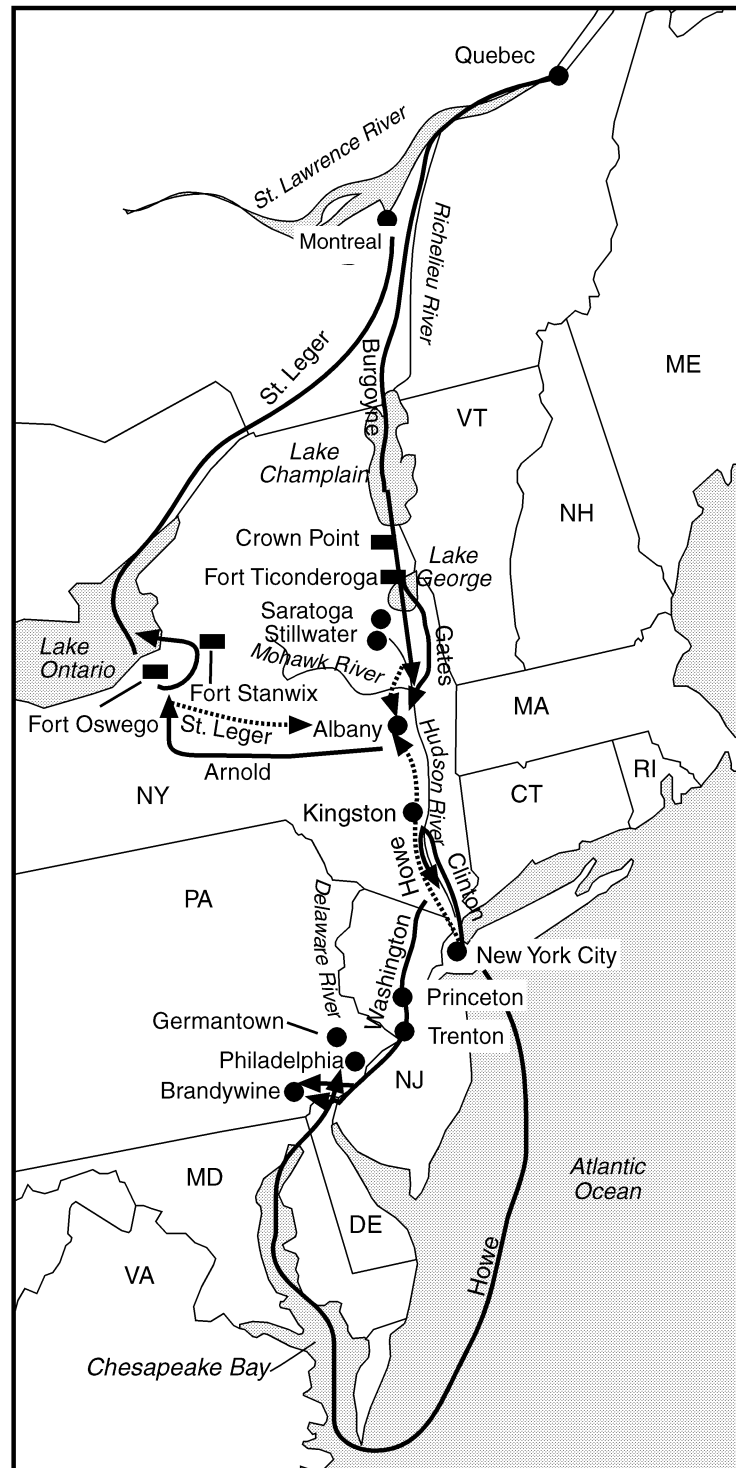 Quebec
St. Lawrence River
Montreal
Richelieu River
St. Leger
Burgoyne
ME
VT
Lake
Champlain
NH
Crown Point
Lake
George
Fort Ticonderoga
Saratoga
Stillwater
Gates
Mohawk River
Lake
Ontario
Fort Stanwix
Fort Oswego
St. Leger
Albany
MA
Hudson River
Arnold
RI
NY
CT
Kingston
Howe
Clinton
PA
Delaware River
Washington
New York City
Princeton
Germantown
Trenton
Philadelphia
NJ
Brandywine
Atlantic
Ocean
MD
DE
Howe
VA
Chesapeake Bay